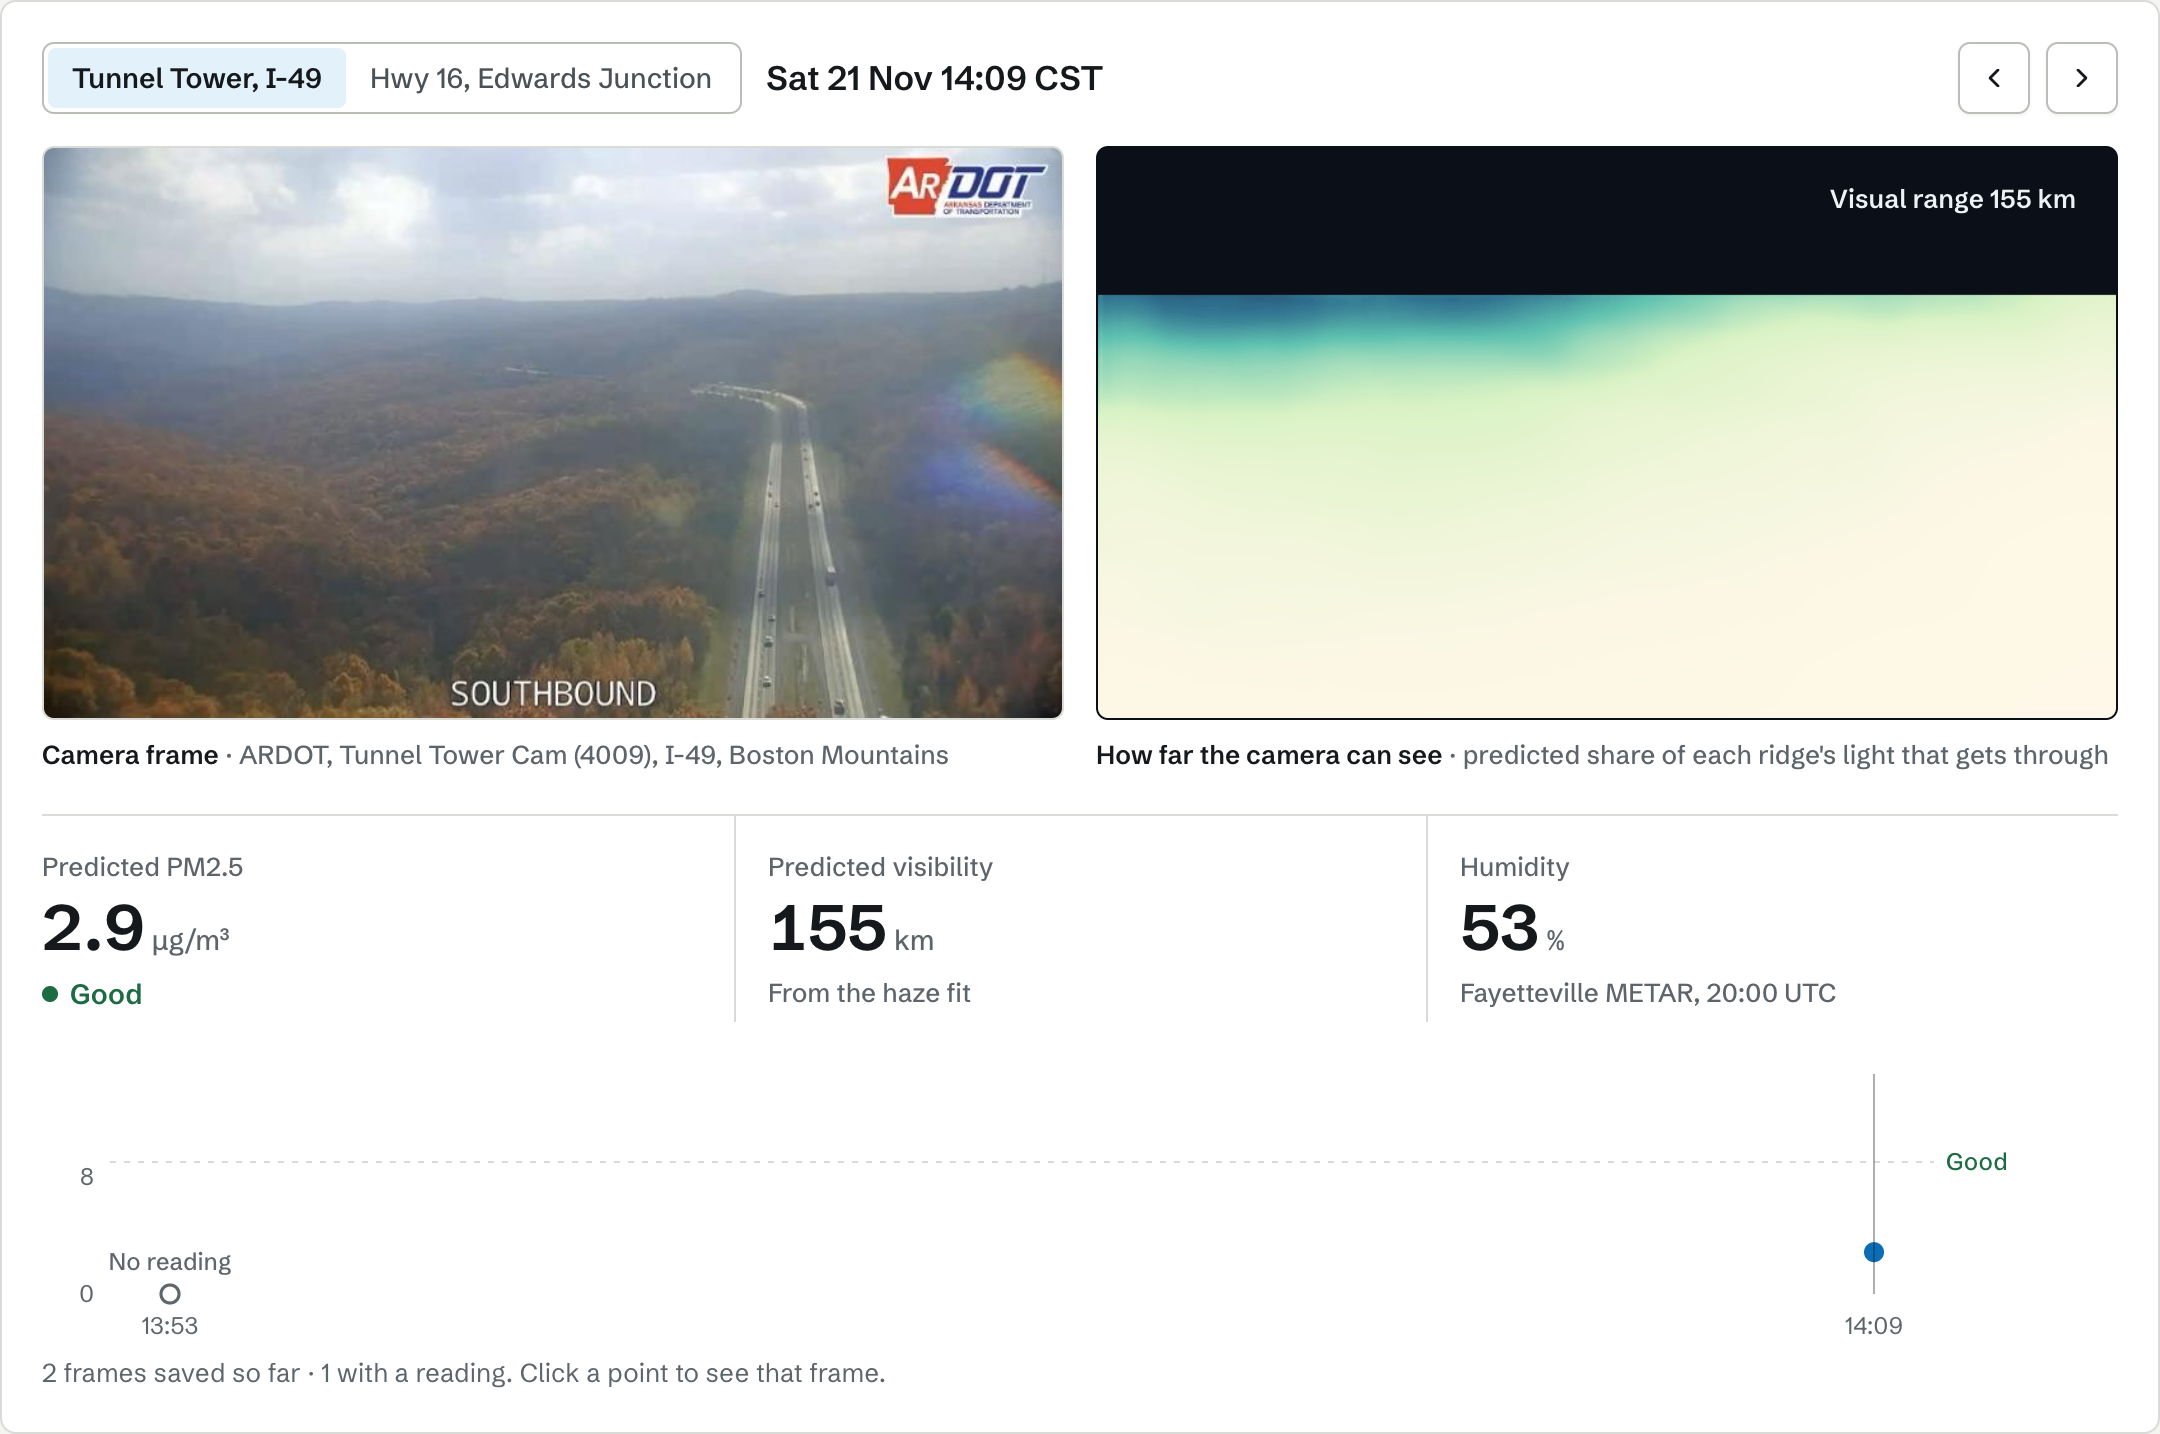 Tunnel Tower, I-49 Hwy 16, Edwards Junction Sat 21 Nov 14:09 CST
ARDOT
ARKANSAS DEPARTMENT
OF TRANSPORTATION
SOUTHBOUND
Visual range 155 km
Camera frame · ARDOT, Tunnel Tower Cam (4009), I-49, Boston Mountains
How far the camera can see · predicted share of each ridge's light that gets through
Predicted PM2.5
2.9 µg/m³
Good
Predicted visibility
155 km
From the haze fit
Humidity
53 %
Fayetteville METAR, 20:00 UTC
8
Good
No reading
0
13:53
14:09
2 frames saved so far · 1 with a reading. Click a point to see that frame.